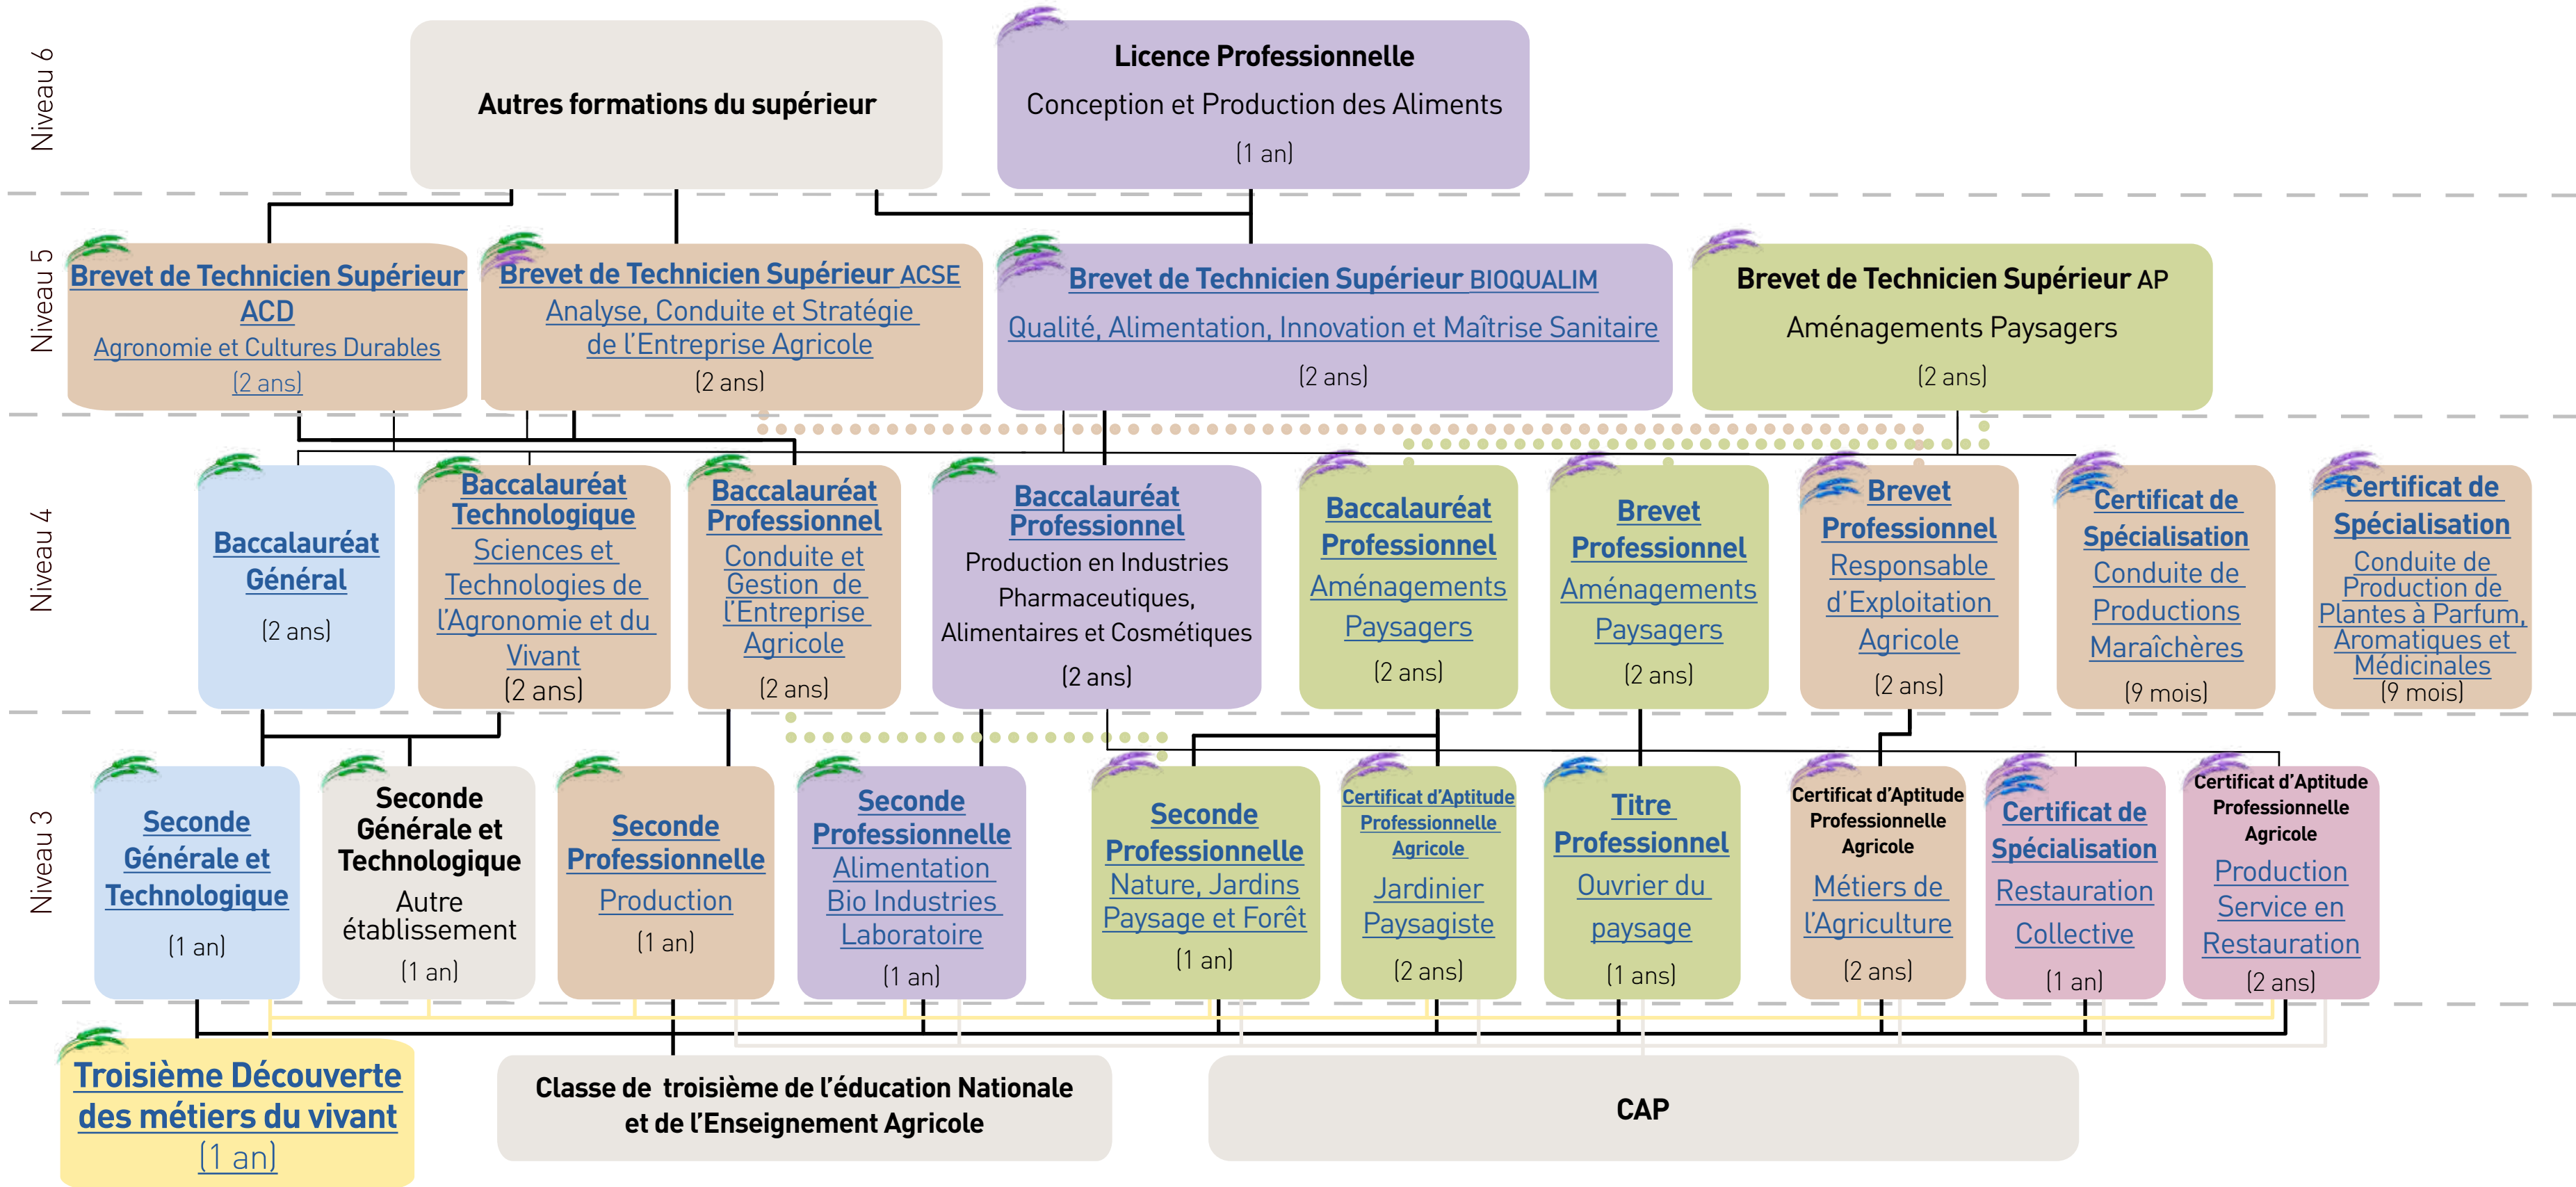 Niveau 6
Autres formations du supérieur
Licence Professionnelle
Conception et Production des Aliments
(1 an)
Niveau 5
Brevet de Technicien Supérieur
ACD
Agronomie et Cultures Durables
(2 ans)
Brevet de Technicien Supérieur ACSE
Analyse, Conduite et Stratégie
de l’Entreprise Agricole
(2 ans)
Brevet de Technicien Supérieur BIOQUALIM
Qualité, Alimentation, Innovation et Maîtrise Sanitaire
(2 ans)
Brevet de Technicien Supérieur AP
Aménagements Paysagers
(2 ans)
Niveau 4
Baccalauréat
Général
(2 ans)
Baccalauréat
Technologique
Sciences et
Technologies de
l’Agronomie et du
Vivant
(2 ans)
Baccalauréat
Professionnel
Conduite et
Gestion de
l’Entreprise
Agricole
(2 ans)
Baccalauréat
Professionnel
Production en Industries
Pharmaceutiques,
Alimentaires et Cosmétiques
(2 ans)
Baccalauréat
Professionnel
Aménagements
Paysagers
(2 ans)
Brevet
Professionnel
Aménagements
Paysagers
(2 ans)
Brevet
Professionnel
Responsable
d’Exploitation
Agricole
(2 ans)
Certificat de
Spécialisation
Conduite de
Productions
Maraîchères
(9 mois)
Certificat de
Spécialisation
Conduite de
Production de
Plantes à Parfum,
Aromatiques et
Médicinales
(9 mois)
Niveau 3
Seconde
Générale et
Technologique
(1 an)
Seconde
Générale et
Technologique
Autre
établissement
(1 an)
Seconde
Professionnelle
Production
(1 an)
Seconde
Professionnelle
Alimentation
Bio Industries
Laboratoire
(1 an)
Seconde
Professionnelle
Nature, Jardins
Paysage et Forêt
(1 an)
Certificat d’Aptitude
Professionnelle
Agricole
Jardinier
Paysagiste
(2 ans)
Titre
Professionnel
Ouvrier du
paysage
(1 ans)
Certificat d’Aptitude
Professionnelle
Agricole
Métiers de
l’Agriculture
(2 ans)
Certificat de
Spécialisation
Restauration
Collective
(1 an)
Certificat d’Aptitude
Professionnelle
Agricole
Production
Service en
Restauration
(2 ans)
Troisième Découverte
des métiers du vivant
(1 an)
Classe de troisième de l’éducation Nationale
et de l’Enseignement Agricole
CAP